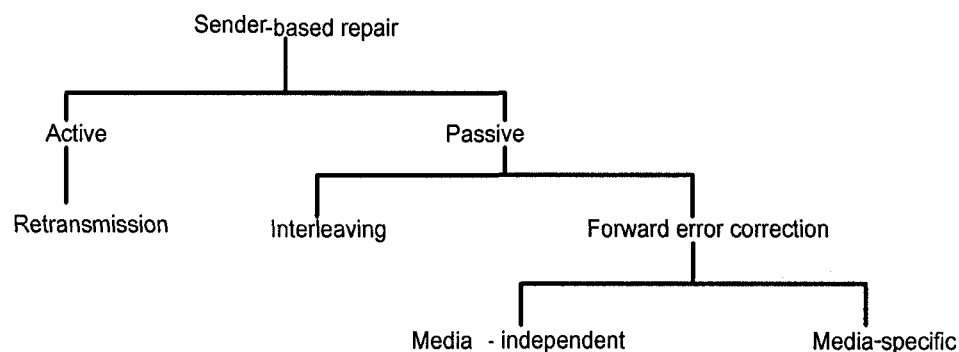 Sender-based repair
Active
Passive
Retransmission
Interleaving
Forward error correction
Media - independent
Media-specific